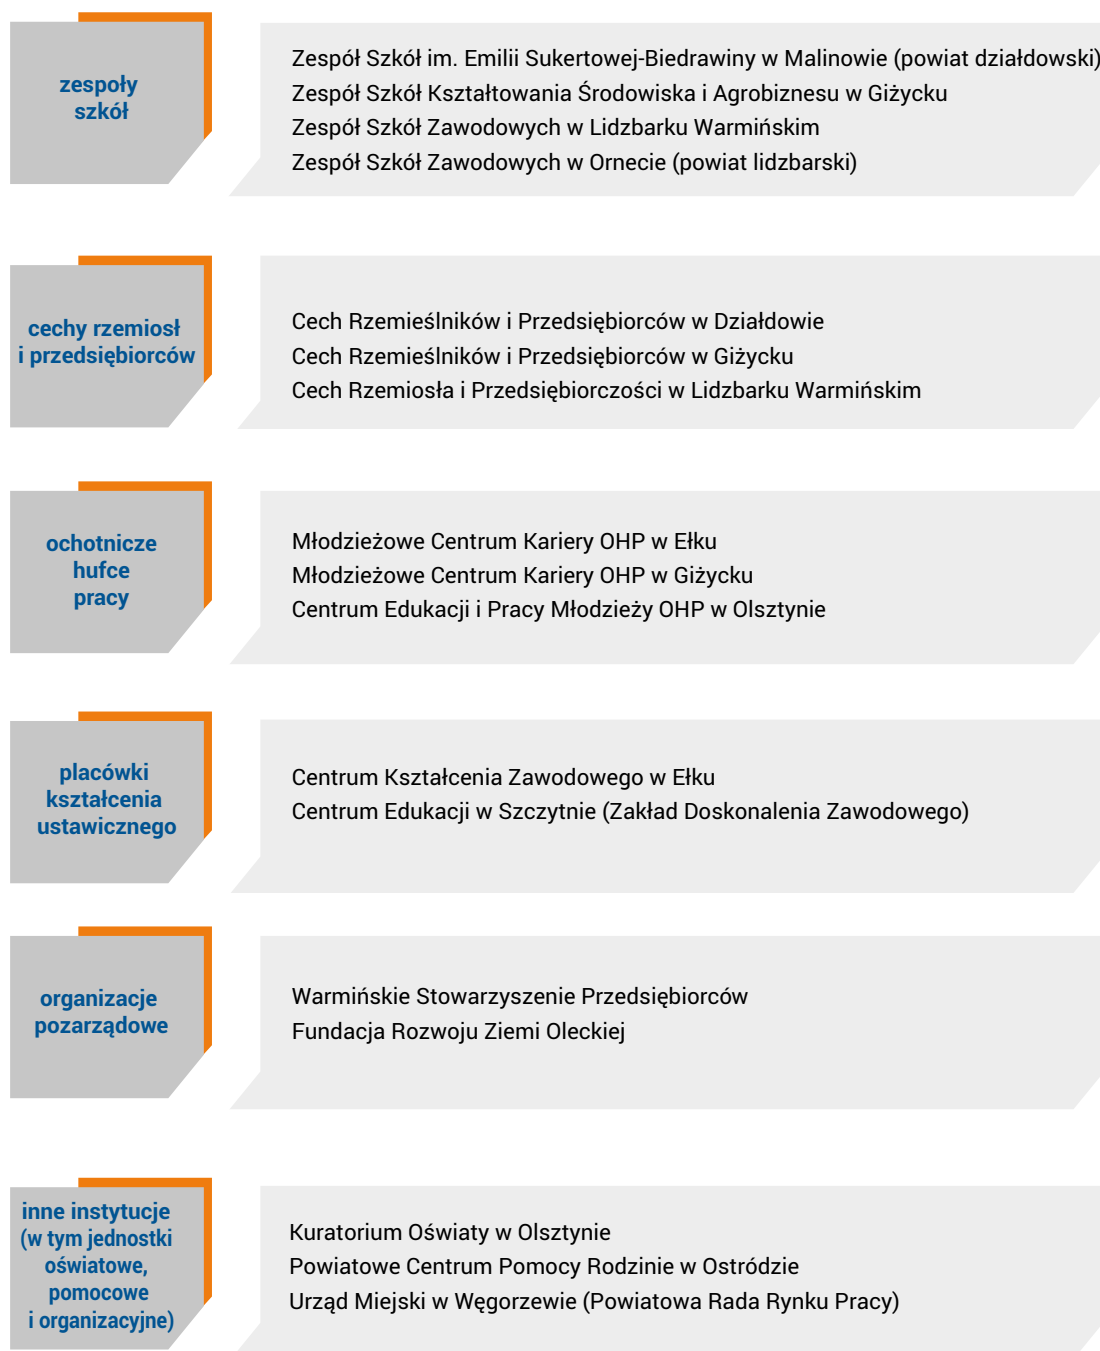 zespoły
szkół
Zespół Szkół im. Emilii Sukertowej-Biedrawiny w Malinowie (powiat działdowski)
Zespół Szkół Kształtowania Środowiska i Agrobiznesu w Giżycku
Zespół Szkół Zawodowych w Lidzbarku Warmińskim
Zespół Szkół Zawodowych w Ornecie (powiat lidzbarski)
cechy rzemiosł
i przedsiębiorców
Cech Rzemieślników i Przedsiębiorców w Działdowie
Cech Rzemieślników i Przedsiębiorców w Giżycku
Cech Rzemiosła i Przedsiębiorczości w Lidzbarku Warmińskim
ochotnicze
hufce
pracy
Młodzieżowe Centrum Kariery OHP w Ełku
Młodzieżowe Centrum Kariery OHP w Giżycku
Centrum Edukacji i Pracy Młodzieży OHP w Olsztynie
placówki
kształcenia
ustawicznego
Centrum Kształcenia Zawodowego w Ełku
Centrum Edukacji w Szczytnie (Zakład Doskonalenia Zawodowego)
organizacje
pozarządowe
Warmińskie Stowarzyszenie Przedsiębiorców
Fundacja Rozwoju Ziemi Oleckiej
inne instytucje
(w tym jednostki
oświatowe,
pomocowe
i organizacyjne)
Kuratorium Oświaty w Olsztynie
Powiatowe Centrum Pomocy Rodzinie w Ostródzie
Urząd Miejski w Węgorzewie (Powiatowa Rada Rynku Pracy)